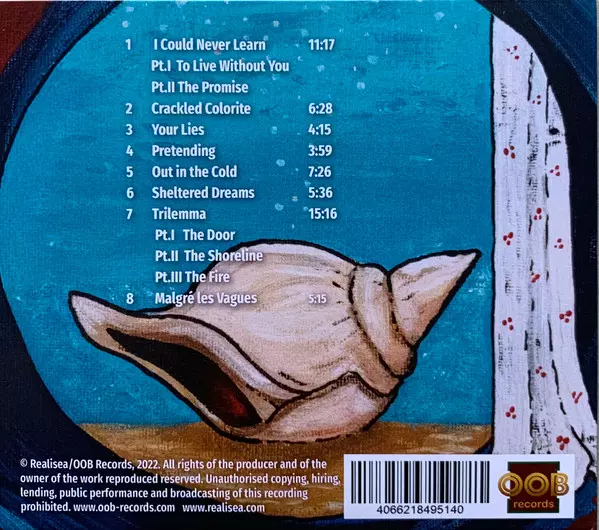 1 I Could Never Learn 11:17
Pt.I To Live Without You
Pt.II The Promise
2 Crackled Colorite 6:28
3 Your Lies 4:15
4 Pretending 3:59
5 Out in the Cold 7:26
6 Sheltered Dreams 5:36
7 Trilemma 15:16
Pt.I The Door
Pt.II The Shoreline
Pt.III The Fire
8 Malgré les Vagues 5:15
© Realisea/OOB Records, 2022. All rights of the producer and of the
owner of the work reproduced reserved. Unauthorised copying, hiring,
lending, public performance and broadcasting of this recording
prohibited. www.oob-records.com www.realisea.com
4066218495140
OOB
records